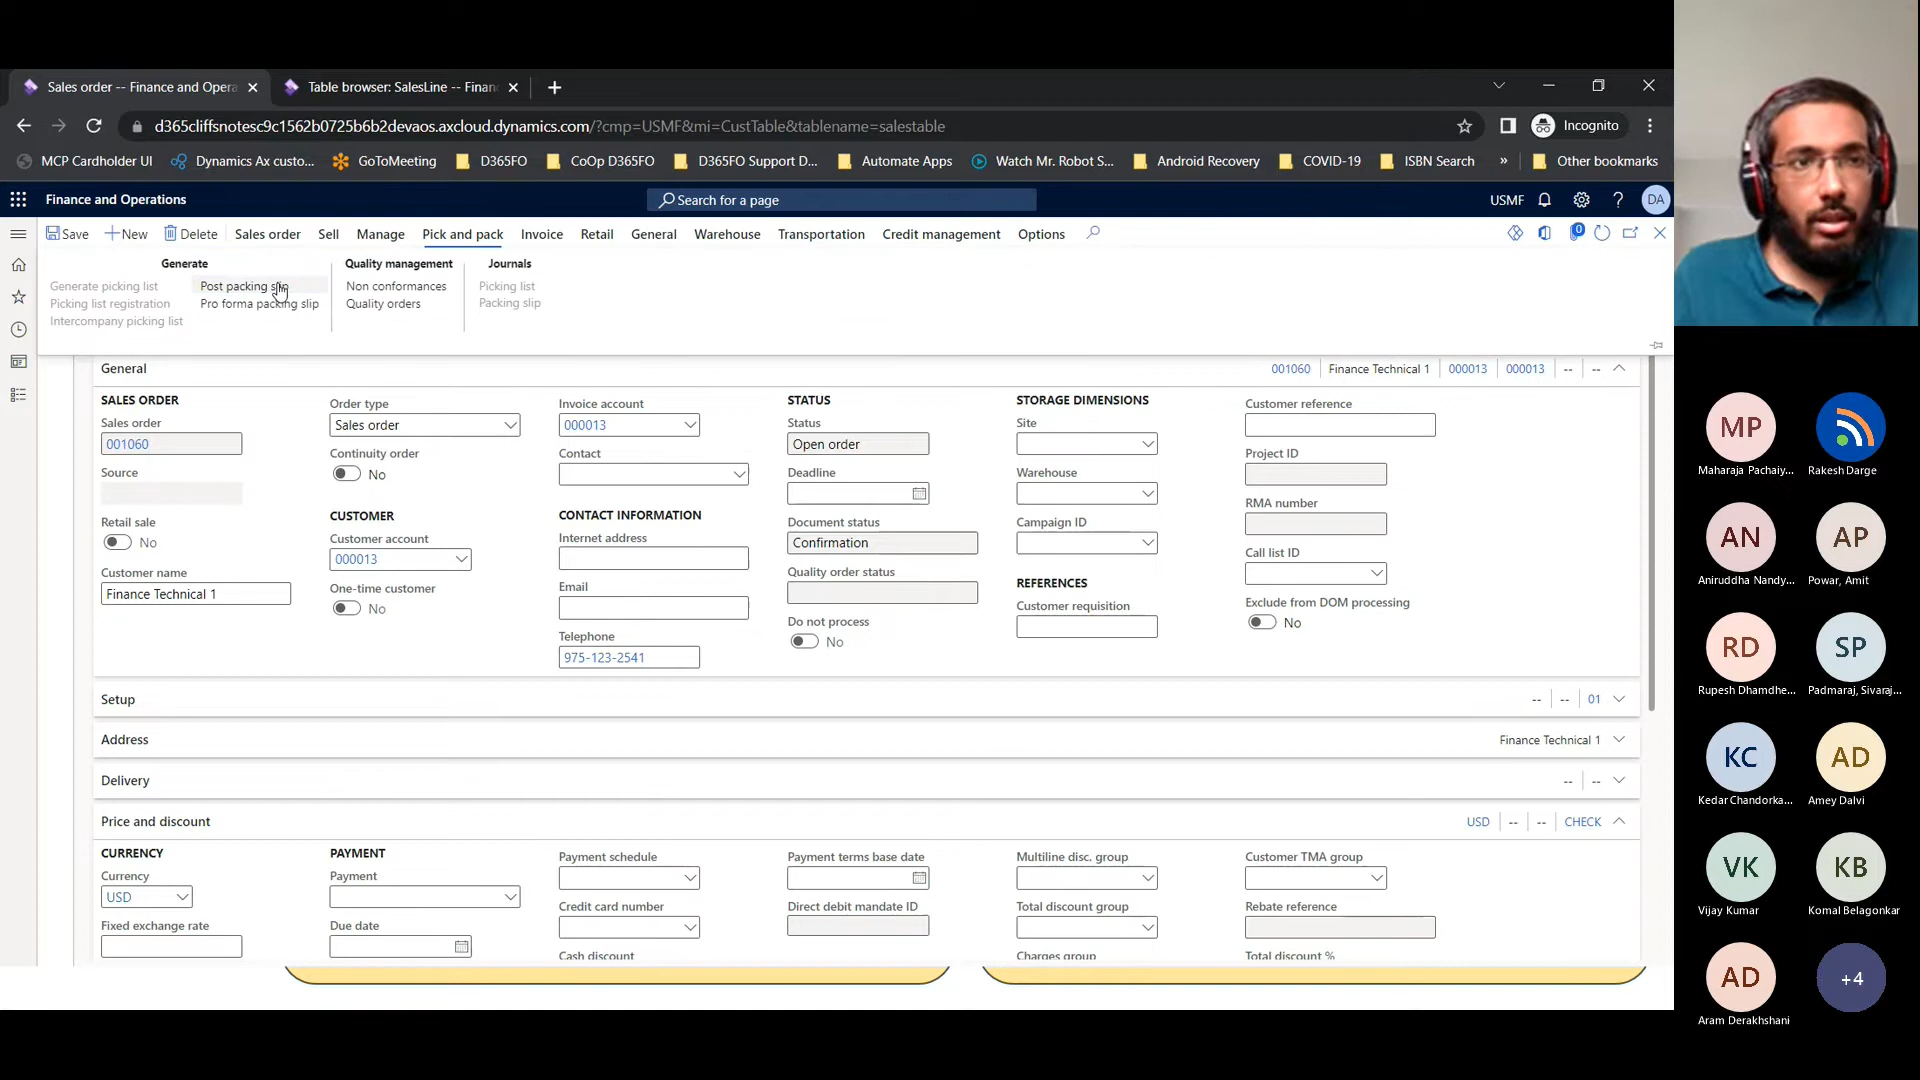 Sales order -- Finance and Opera
Table browser: SalesLine -- Finan
d365cliffsnotesc9c1562b0725b6b2devaos.axcloud.dynamics.com/?cmp=USMF&mi=CustTable&tablename=salestable
Incognito
MCP Cardholder UI
Dynamics Ax custo...
GoToMeeting
D365FO
CoOp D365FO
D365FO Support D...
Automate Apps
Watch Mr. Robot S...
Android Recovery
COVID-19
ISBN Search
»
Other bookmarks
Finance and Operations
Search for a page
USMF
?
DA
Save
New
Delete
Sales order
Sell
Manage
Pick and pack
Invoice
Retail
General
Warehouse
Transportation
Credit management
Options
0
Generate
Quality management
Journals
Generate picking list
Post packing slip
Non conformances
Picking list
Picking list registration
Pro forma packing slip
Quality orders
Packing slip
Intercompany picking list
General
001060
Finance Technical 1
000013
000013
--
--
SALES ORDER
Sales order
001060
Source
Retail sale
No
Customer name
Finance Technical 1
Order type
Sales order
Continuity order
No
CUSTOMER
Customer account
000013
One-time customer
No
Invoice account
000013
Contact
CONTACT INFORMATION
Internet address
Email
Telephone
975-123-2541
STATUS
Status
Open order
Deadline
Document status
Confirmation
Quality order status
Do not process
No
STORAGE DIMENSIONS
Site
Warehouse
Campaign ID
REFERENCES
Customer requisition
Customer reference
Project ID
RMA number
Call list ID
Exclude from DOM processing
No
Setup
--
--
01
Address
Finance Technical 1
Delivery
--
--
Price and discount
USD
--
--
CHECK
CURRENCY
Currency
USD
Fixed exchange rate
PAYMENT
Payment
Due date
Payment schedule
Credit card number
Cash discount
Payment terms base date
Direct debit mandate ID
Multiline disc. group
Total discount group
Charges group
Customer TMA group
Rebate reference
Total discount %
MP
Maharaja Pachaiy...
Rakesh Darge
AN
Aniruddha Nandy...
AP
Powar, Amit
RD
Rupesh Dhamdhe...
SP
Padmaraj, Sivaraj...
KC
Kedar Chandorka...
AD
Amey Dalvi
VK
Vijay Kumar
KB
Komal Belagonkar
AD
Aram Derakhshani
+4